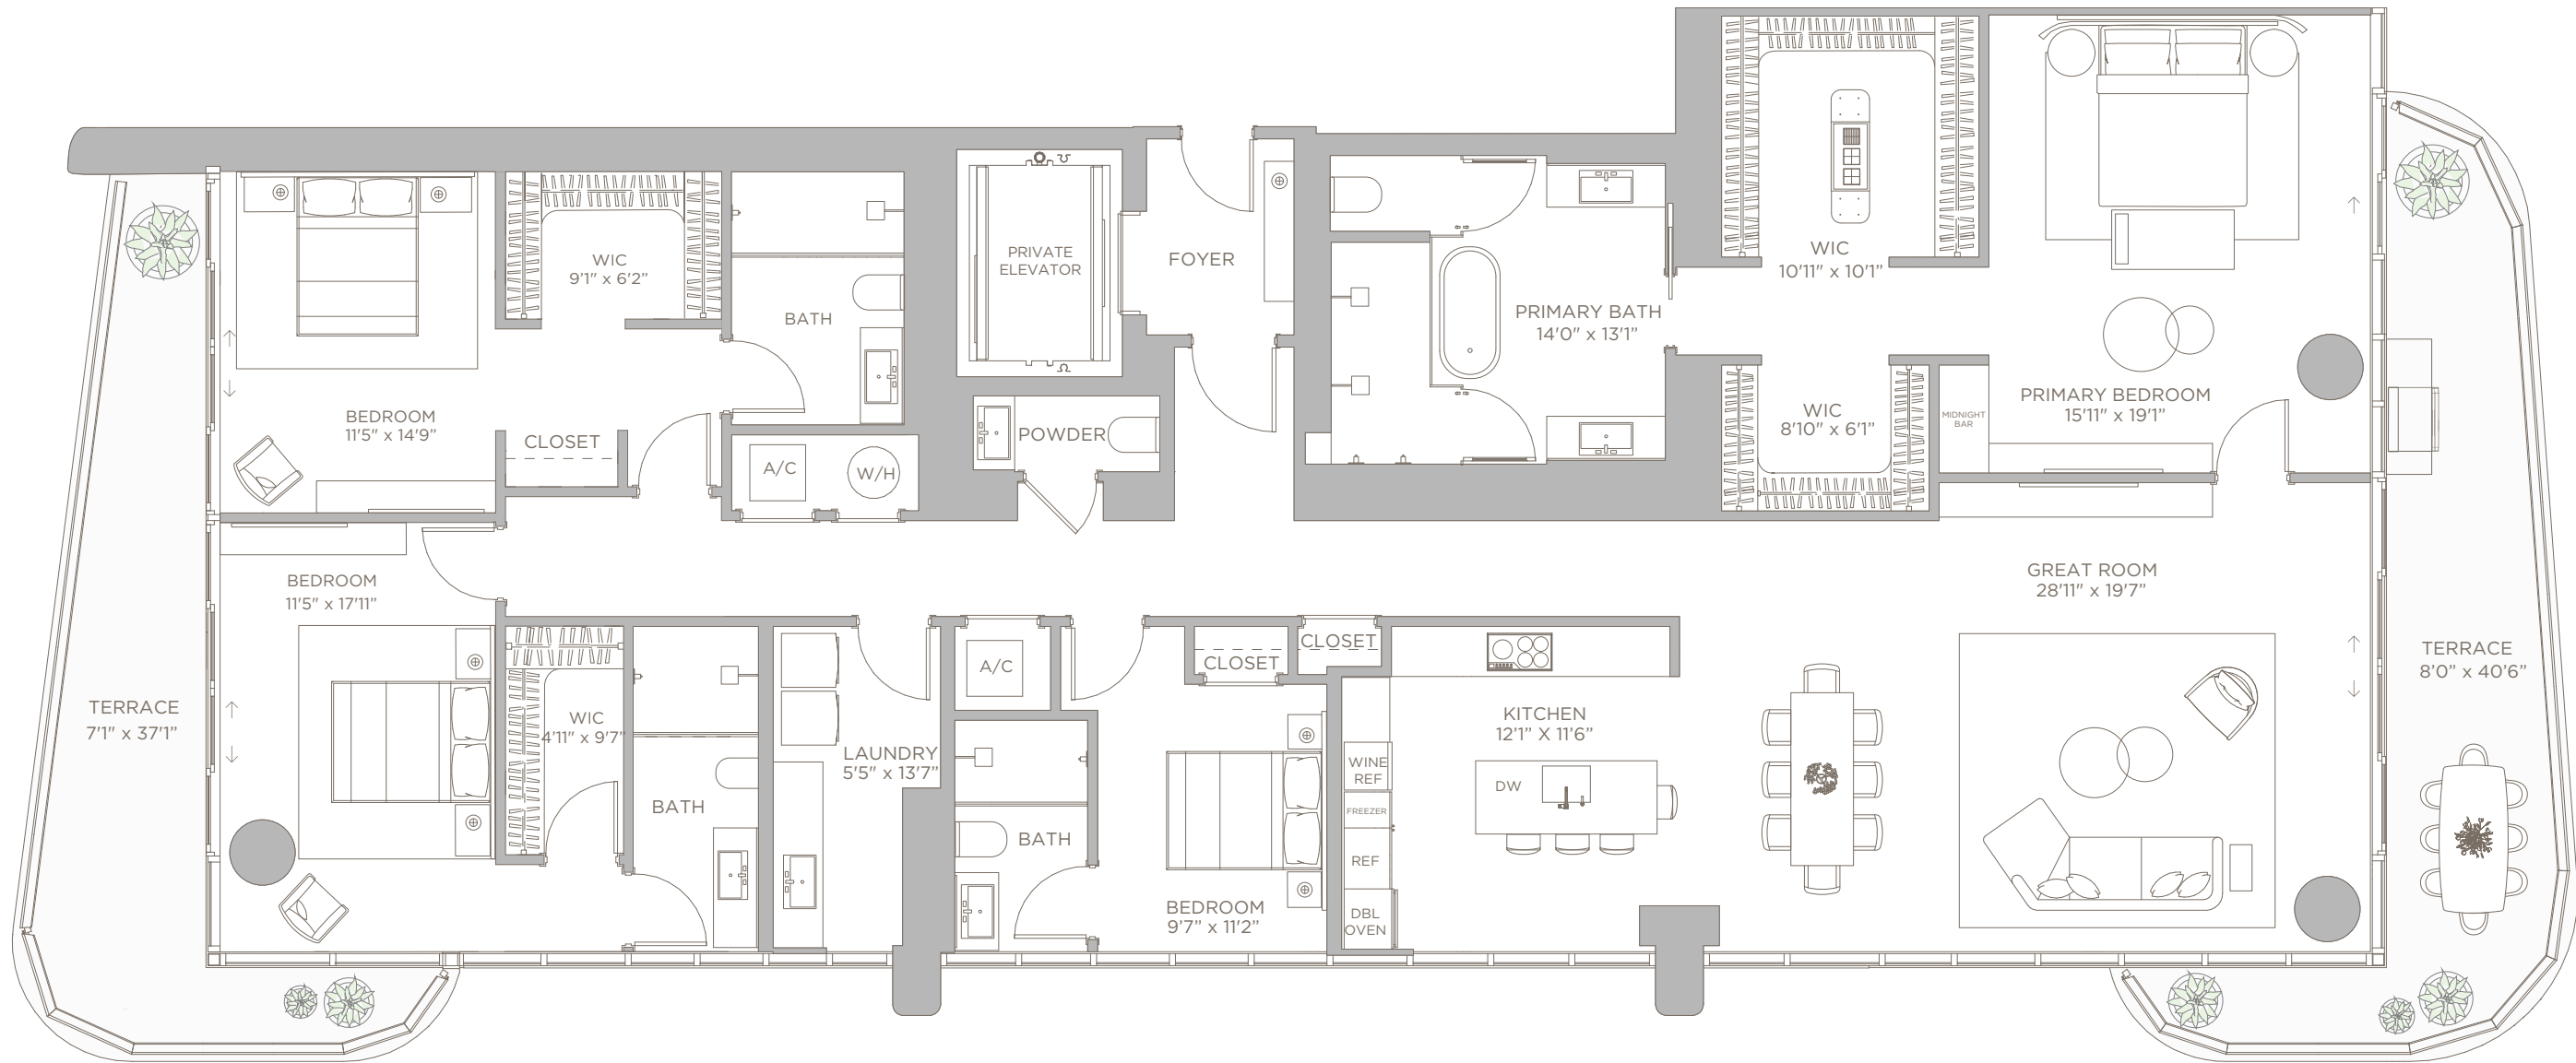 WIC
10'11" x 10'1"
PRIVATE
ELEVATOR
FOYER
WIC
9'1" x 6'2"
BATH
PRIMARY BATH
14'0" x 13'1"
PRIMARY BEDROOM
15'11" x 19'1"
MIDNIGHT
BAR
WIC
8'10" x 6'1"
BEDROOM
11'5" x 14'9"
CLOSET
POWDER
A/C
W/H
BEDROOM
11'5" x 17'11"
GREAT ROOM
28'11" x 19'7"
CLOSET
CLOSET
A/C
TERRACE
8'0" x 40'6"
TERRACE
7'1" x 37'1"
WIC
4'11" x 9'7"
KITCHEN
12'1" X 11'6"
LAUNDRY
5'5" x 13'7"
WINE
REF
DW
BATH
FREEZER
BATH
REF
BEDROOM
9'7" x 11'2"
DBL
OVEN